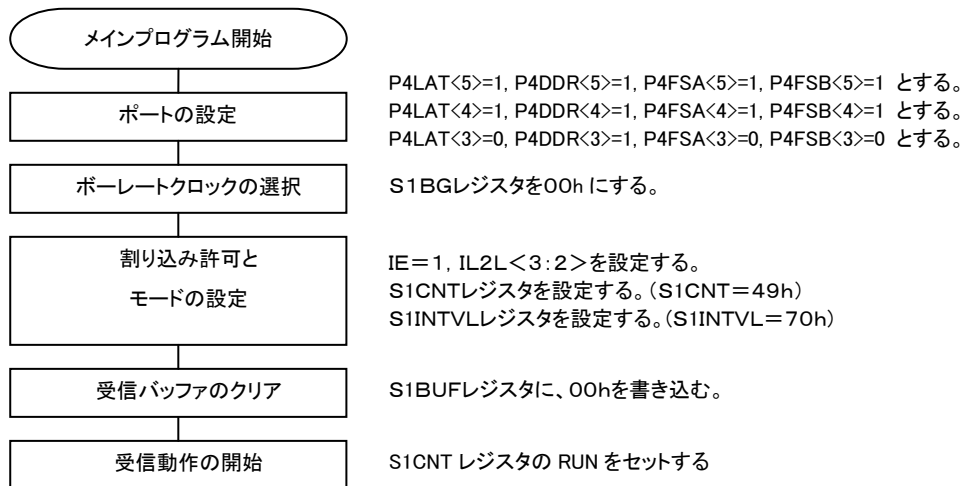 メインプログラム開始
ポートの設定
P4LAT<5>=1, P4DDR<5>=1, P4FSA<5>=1, P4FSB<5>=1 とする。
P4LAT<4>=1, P4DDR<4>=1, P4FSA<4>=1, P4FSB<4>=1 とする。
P4LAT<3>=0, P4DDR<3>=1, P4FSA<3>=0, P4FSB<3>=0 とする。
ボーレートクロックの選択
S1BGレジスタを00hにする。
割り込み許可と
モードの設定
IE=1, IL2L<3:2>を設定する。
S1CNTレジスタを設定する。(S1CNT=49h)
S1INTVLレジスタを設定する。(S1INTVL=70h)
受信バッファのクリア
S1BUFレジスタに、00hを書き込む。
受信動作の開始
S1CNT レジスタの RUN をセットする